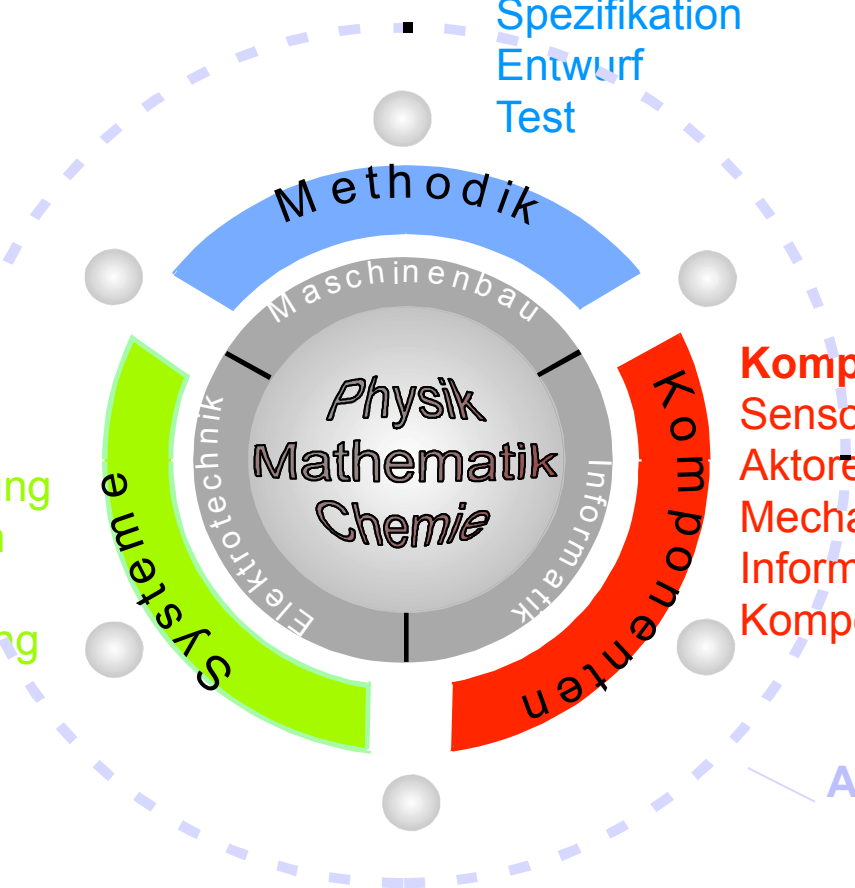 Spezifikation
Entwurf
Test
Methodik
Maschinenbau
Physik
Mathematik
Chemie
Elektrotechnik
Informatik
Systeme
Komponenten